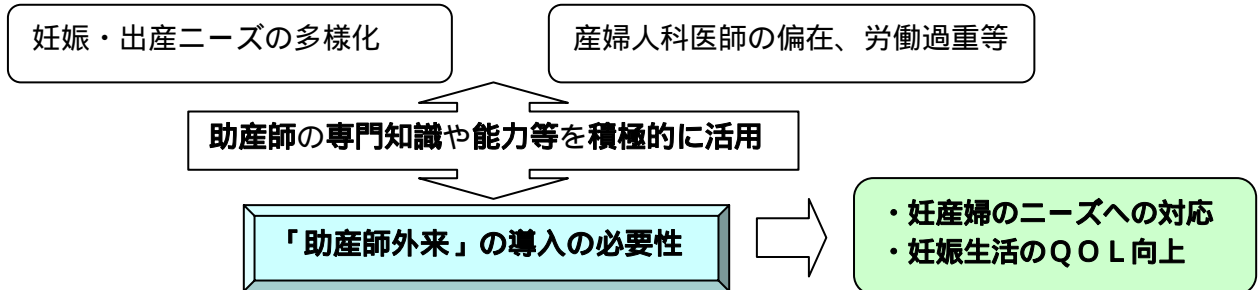 妊娠・出産ニーズの多様化
産婦人科医師の偏在、労働過重等
助産師の専門知識や能力等を積極的に活用
「助産師外来」の導入の必要性
・妊産婦のニーズへの対応
・妊娠生活のＱＯＬ向上